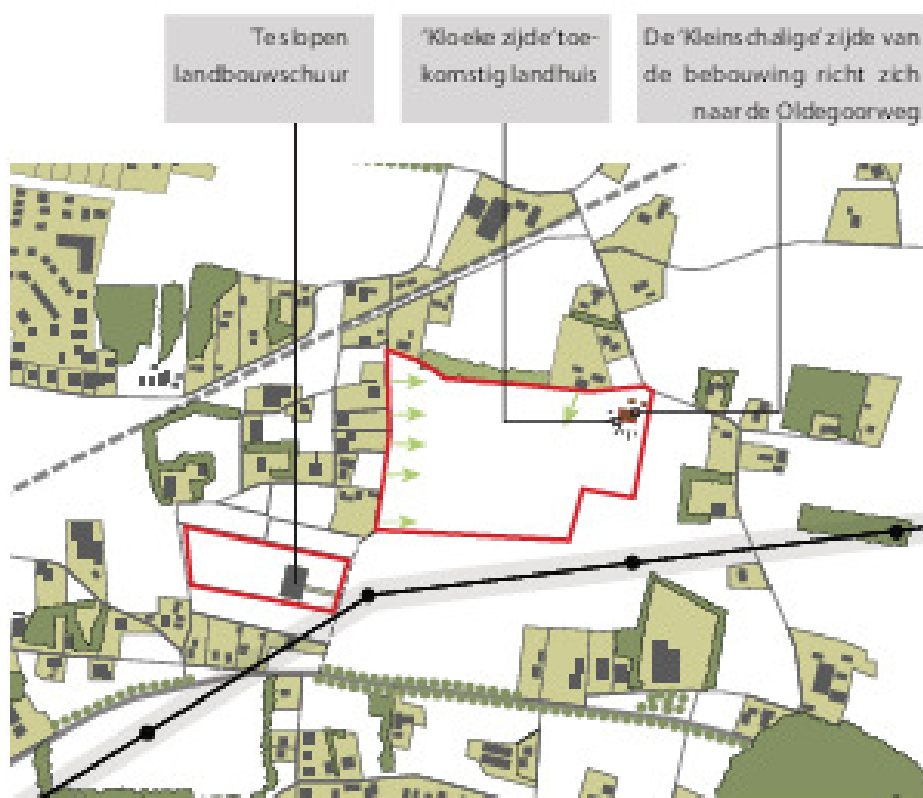 Te slopen
landbouwschuur
'Kloeke zijde' toe-
komstig landhuis
De 'Kleinschalige' zijde van
de bebouwing richt zich
naar de Oldegoorweg